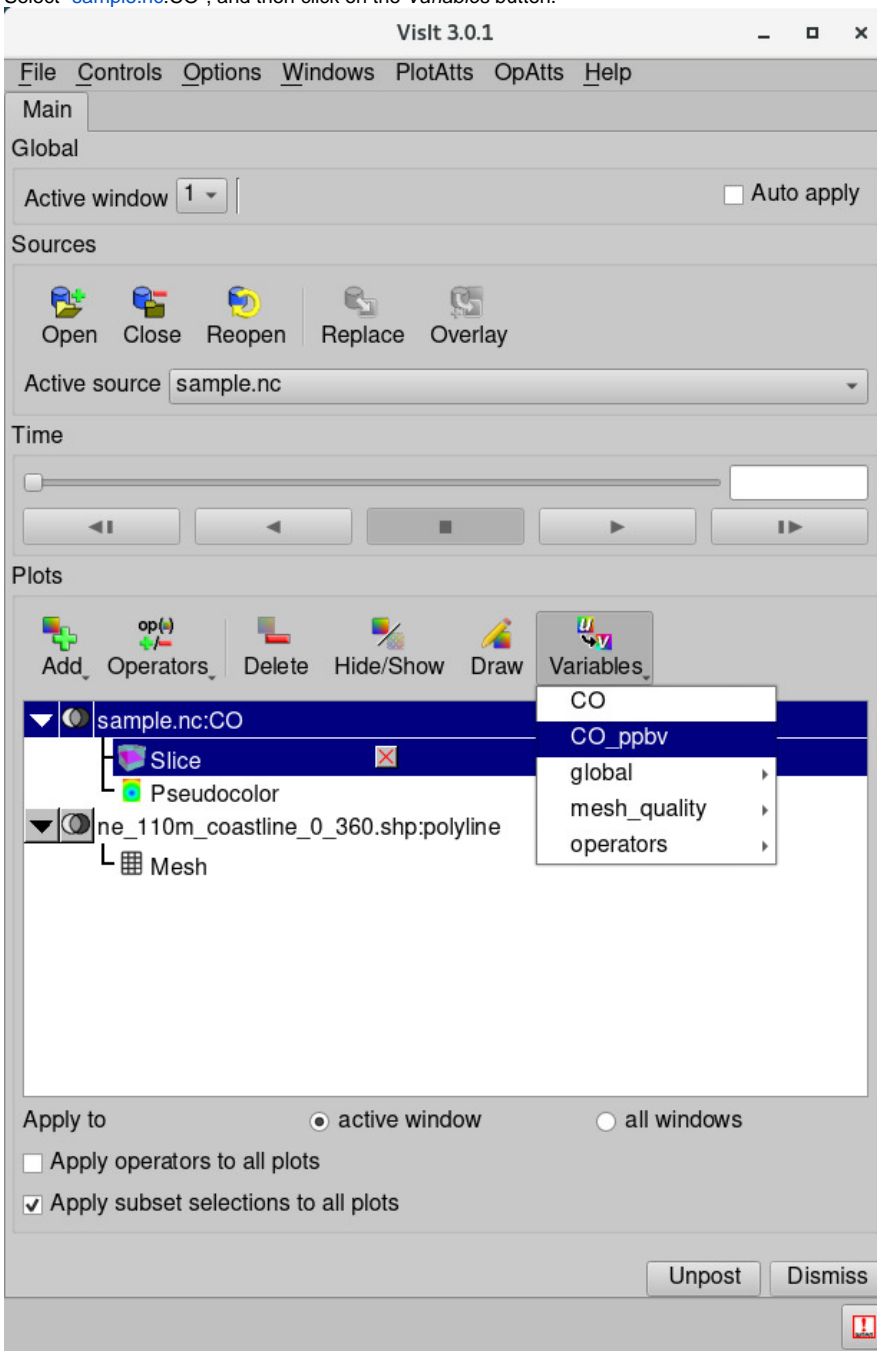 Select "sample.nc:CO", and then click on the Variables button.
VisIt 3.0.1
File Controls Options Windows PlotAtts OpAtts Help
Main
Global
Active window 1 Auto apply
Sources
Open Close Reopen Replace Overlay
Active source sample.nc
Time
Plots
op(•)
+/-
u
v
Add Operators Delete Hide/Show Draw Variables
CO
CO_ppbv
global
mesh_quality
operators
sample.nc:CO
Slice
Pseudocolor
ne_110m_coastline_0_360.shp:polyline
Mesh
Apply to active window all windows
Apply operators to all plots
Apply subset selections to all plots
Unpost Dismiss